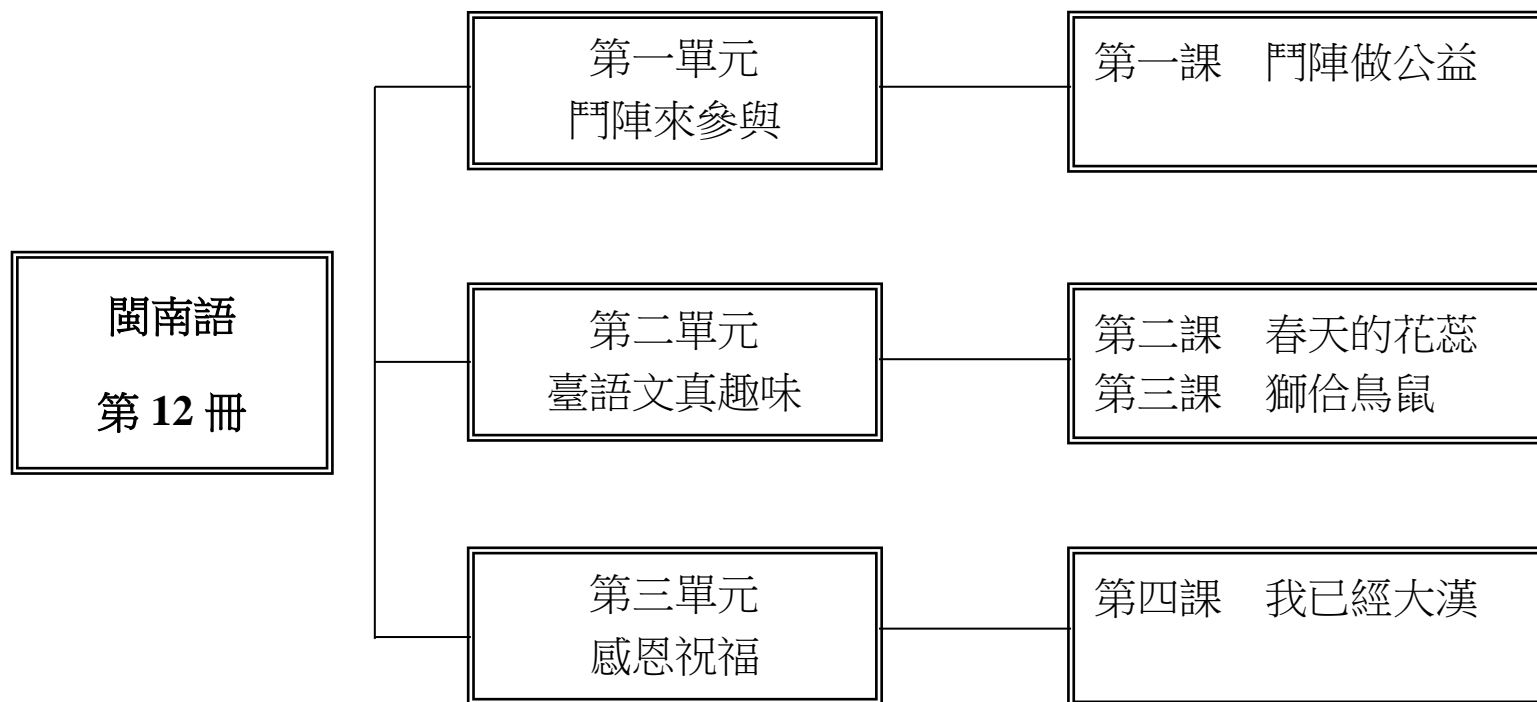 閩南語
第 12 冊
第一單元
鬥陣來參與
第一課　鬥陣做公益
第二單元
臺語文真趣味
第二課　春天的花蕊
第三課　獅佮鳥鼠
第三單元
感恩祝福
第四課　我已經大漢